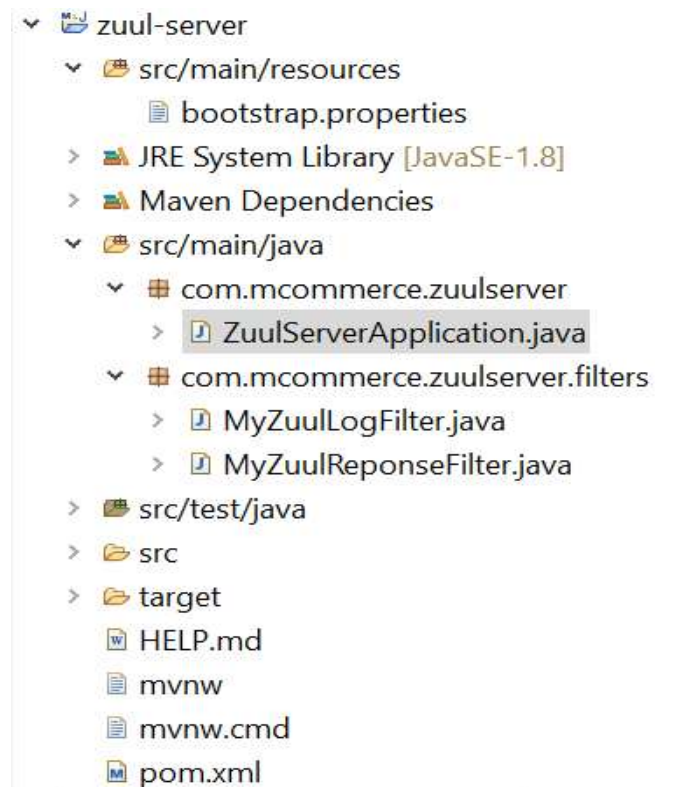 zuul-server
src/main/resources
bootstrap.properties
JRE System Library [JavaSE-1.8]
Maven Dependencies
src/main/java
com.mcommerce.zuulserver
ZuulServerApplication.java
com.mcommerce.zuulserver.filters
MyZuulLogFilter.java
MyZuulReponseFilter.java
src/test/java
src
target
HELP.md
mvnw
mvnw.cmd
pom.xml